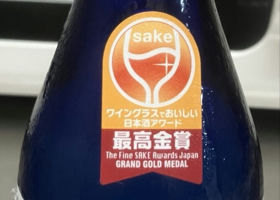 sake
ワイングラスでおいしい
日本酒アワード
最高金賞
The Fine SAKE Awards Japan
GRAND GOLD MEDAL